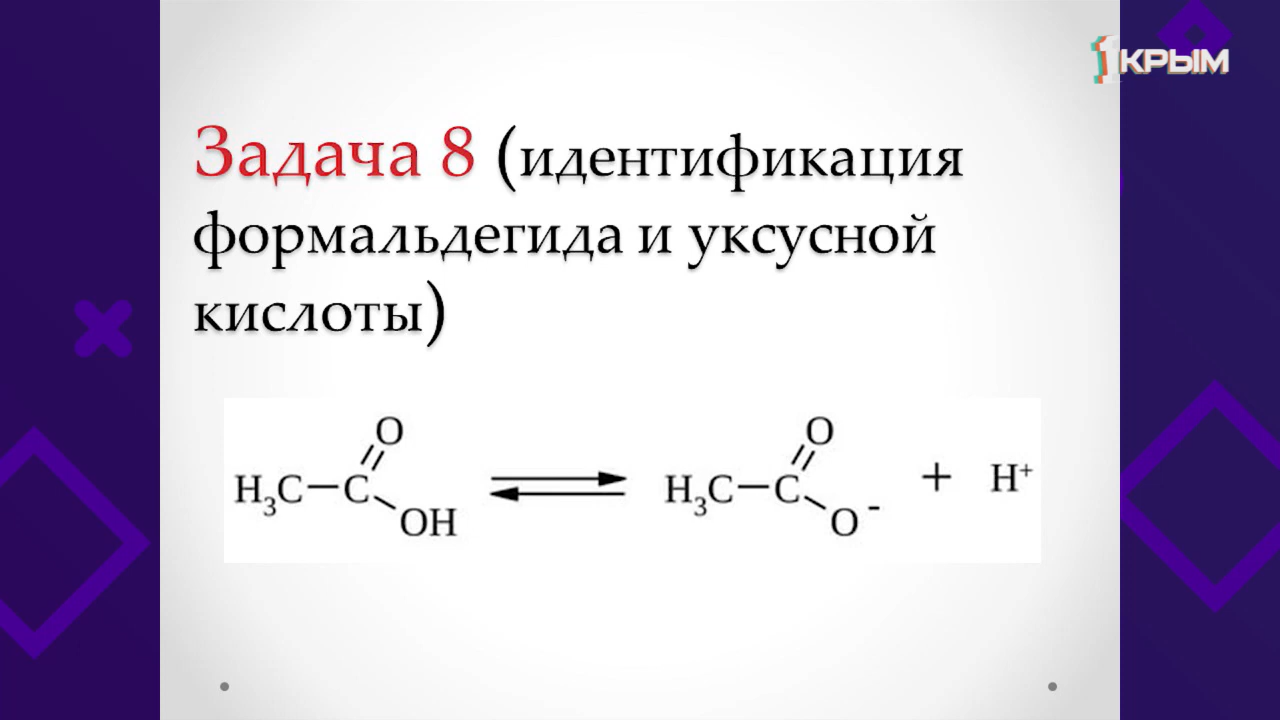 1КРЫМ
Задача 8 (идентификация
формальдегида и уксусной
кислоты)
H₃C—C(=O)—OH ⇌ H₃C—C(=O)—O⁻ + H⁺